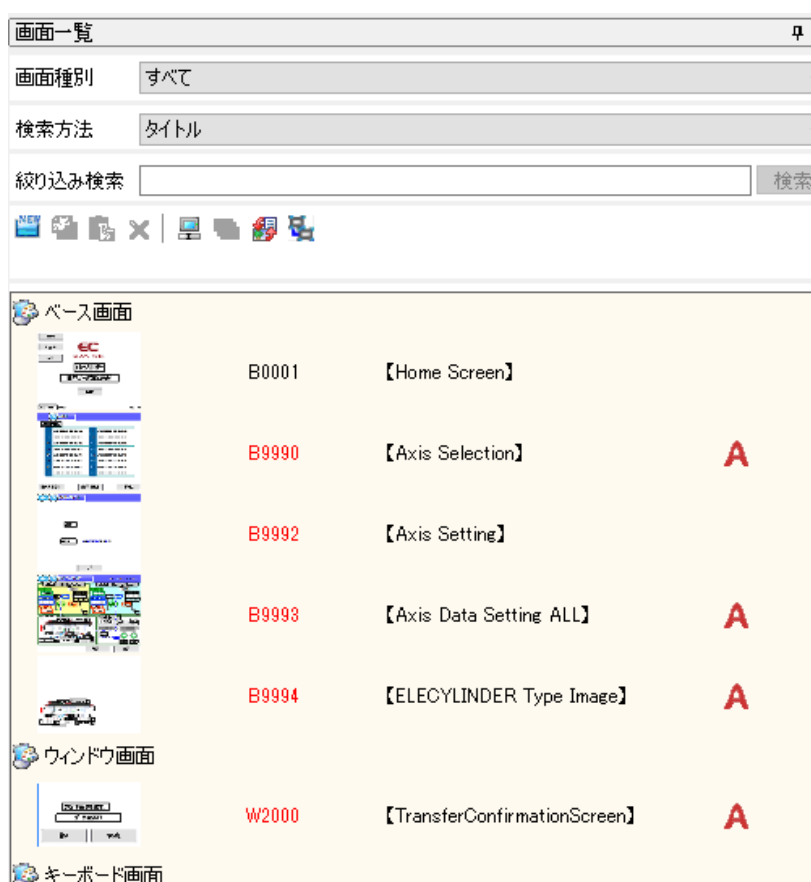 画面一覧
画面種別 すべて
検索方法 タイトル
絞り込み検索 検索
NEW
ベース画面
B0001 【Home Screen】
B9990 【Axis Selection】 A
B9992 【Axis Setting】
B9993 【Axis Data Setting ALL】 A
B9994 【ELECYLINDER Type Image】 A
ウィンドウ画面
W2000 【TransferConfirmationScreen】 A
キーボード画面